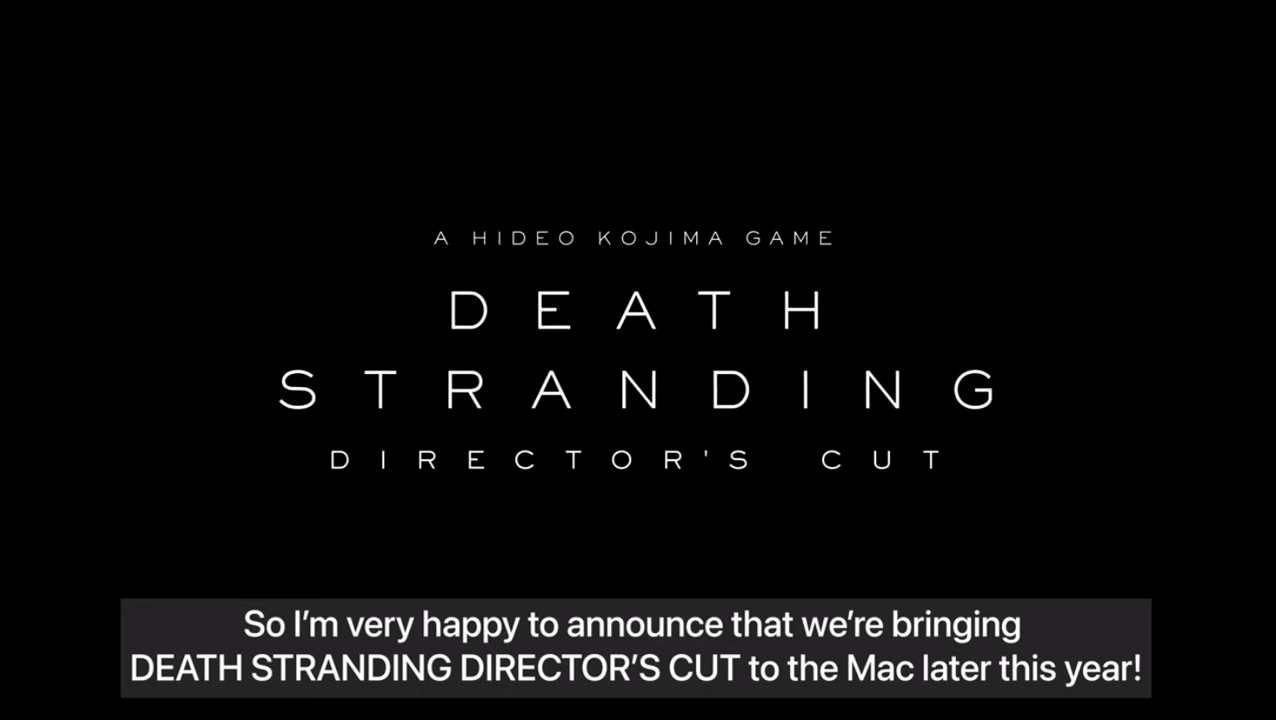 A HIDEO KOJIMA GAME
DEATH
STRANDING
DIRECTOR'S CUT
So I’m very happy to announce that we’re bringing
DEATH STRANDING DIRECTOR’S CUT to the Mac later this year!